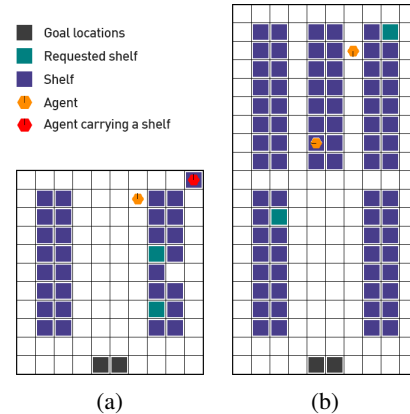 Goal locations
Requested shelf
Shelf
Agent
Agent carrying a shelf
(a)
(b)